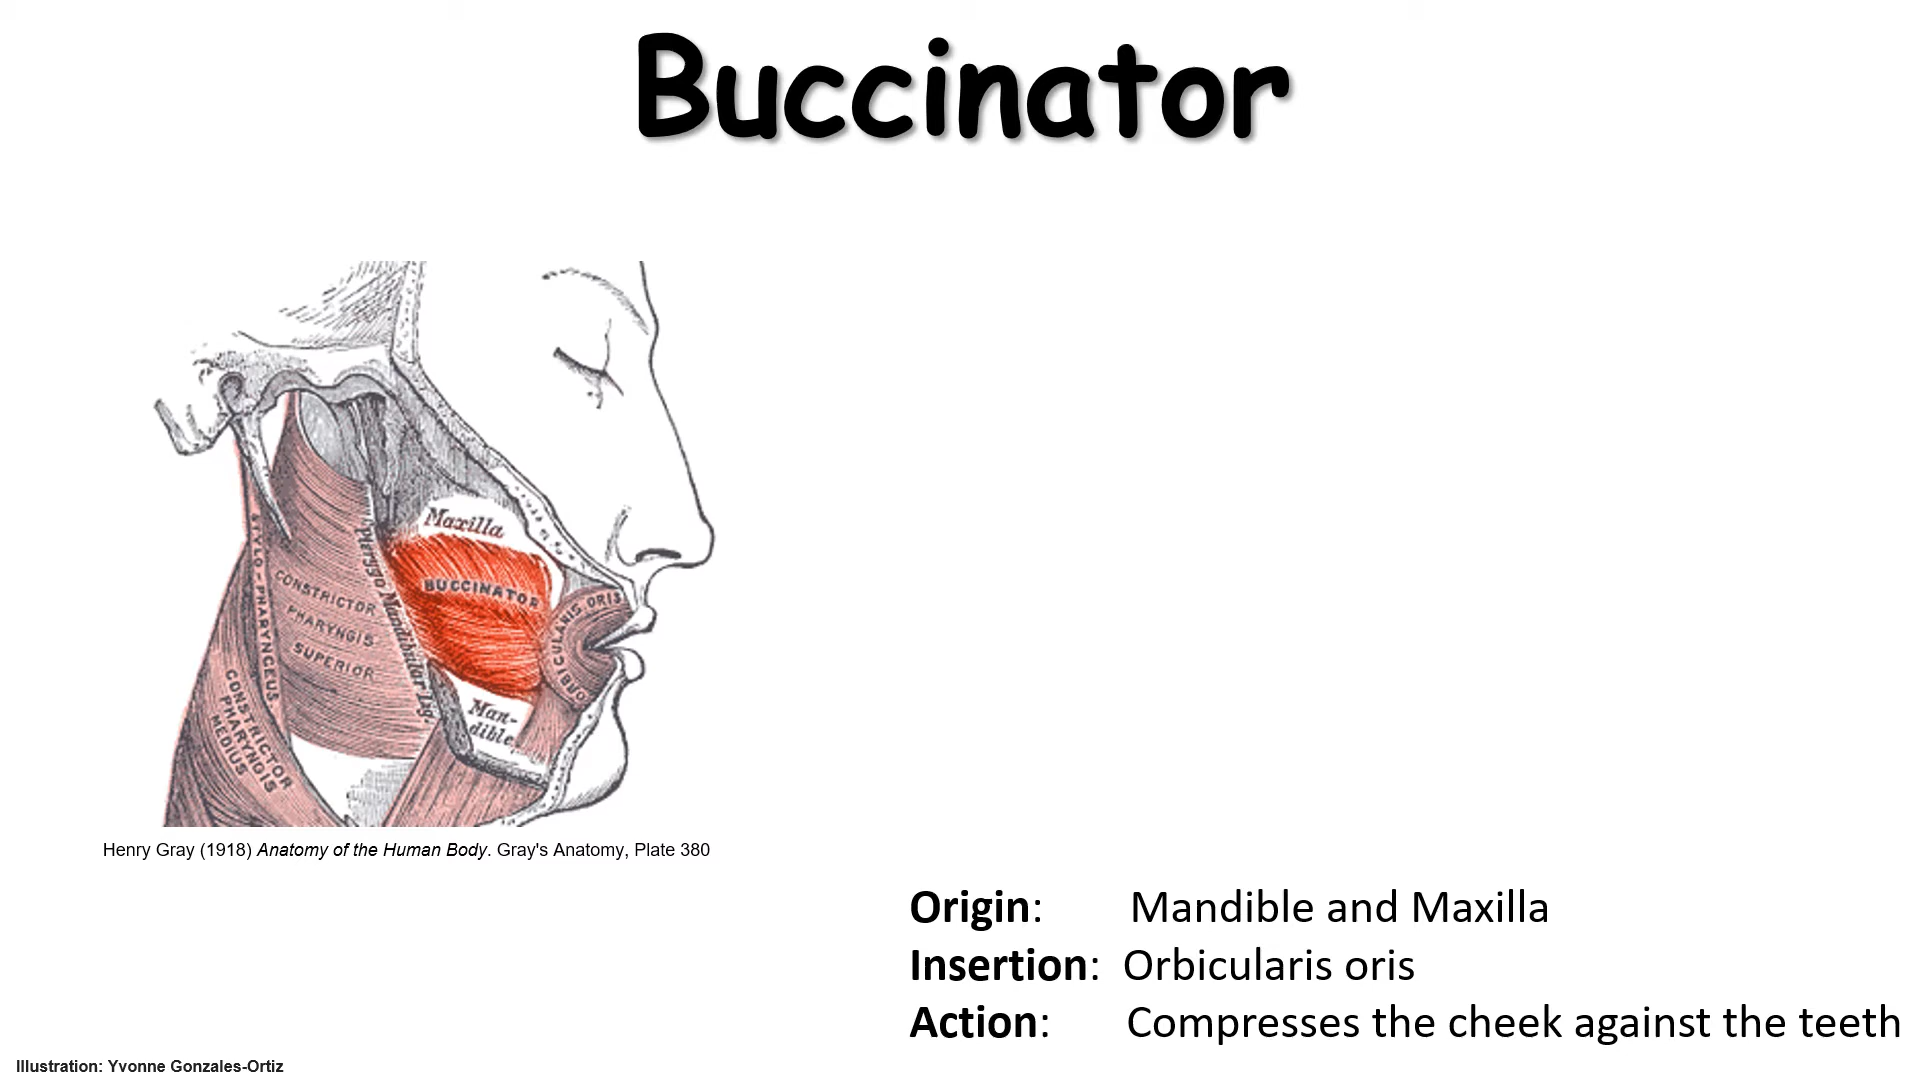 Buccinator
Maxilla
BUCCINATOR
ORBICULARIS ORIS
Pterygo Mandibular Lig.
STYLO-PHARYNGEUS
CONSTRICTOR
PHARYNGIS
SUPERIOR
CONSTRICTOR
PHARYNGIS
MEDIUS
Man-
dible
Henry Gray (1918) Anatomy of the Human Body. Gray's Anatomy, Plate 380
Origin: Mandible and Maxilla
Insertion: Orbicularis oris
Action: Compresses the cheek against the teeth
Illustration: Yvonne Gonzales-Ortiz